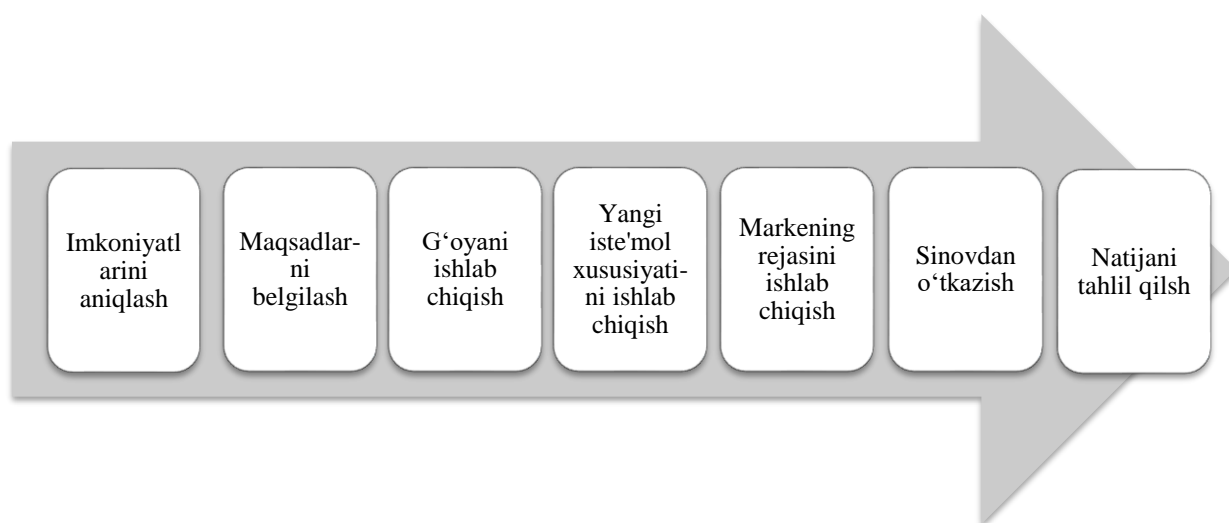 Imkoniyatl
arini
aniqlash
Maqsadlar-
ni
belgilash
G‘oyani
ishlab
chiqish
Yangi
iste'mol
xususiyati-
ni ishlab
chiqish
Markening
rejasini
ishlab
chiqish
Sinovdan
o‘tkazish
Natijani
tahlil qilsh